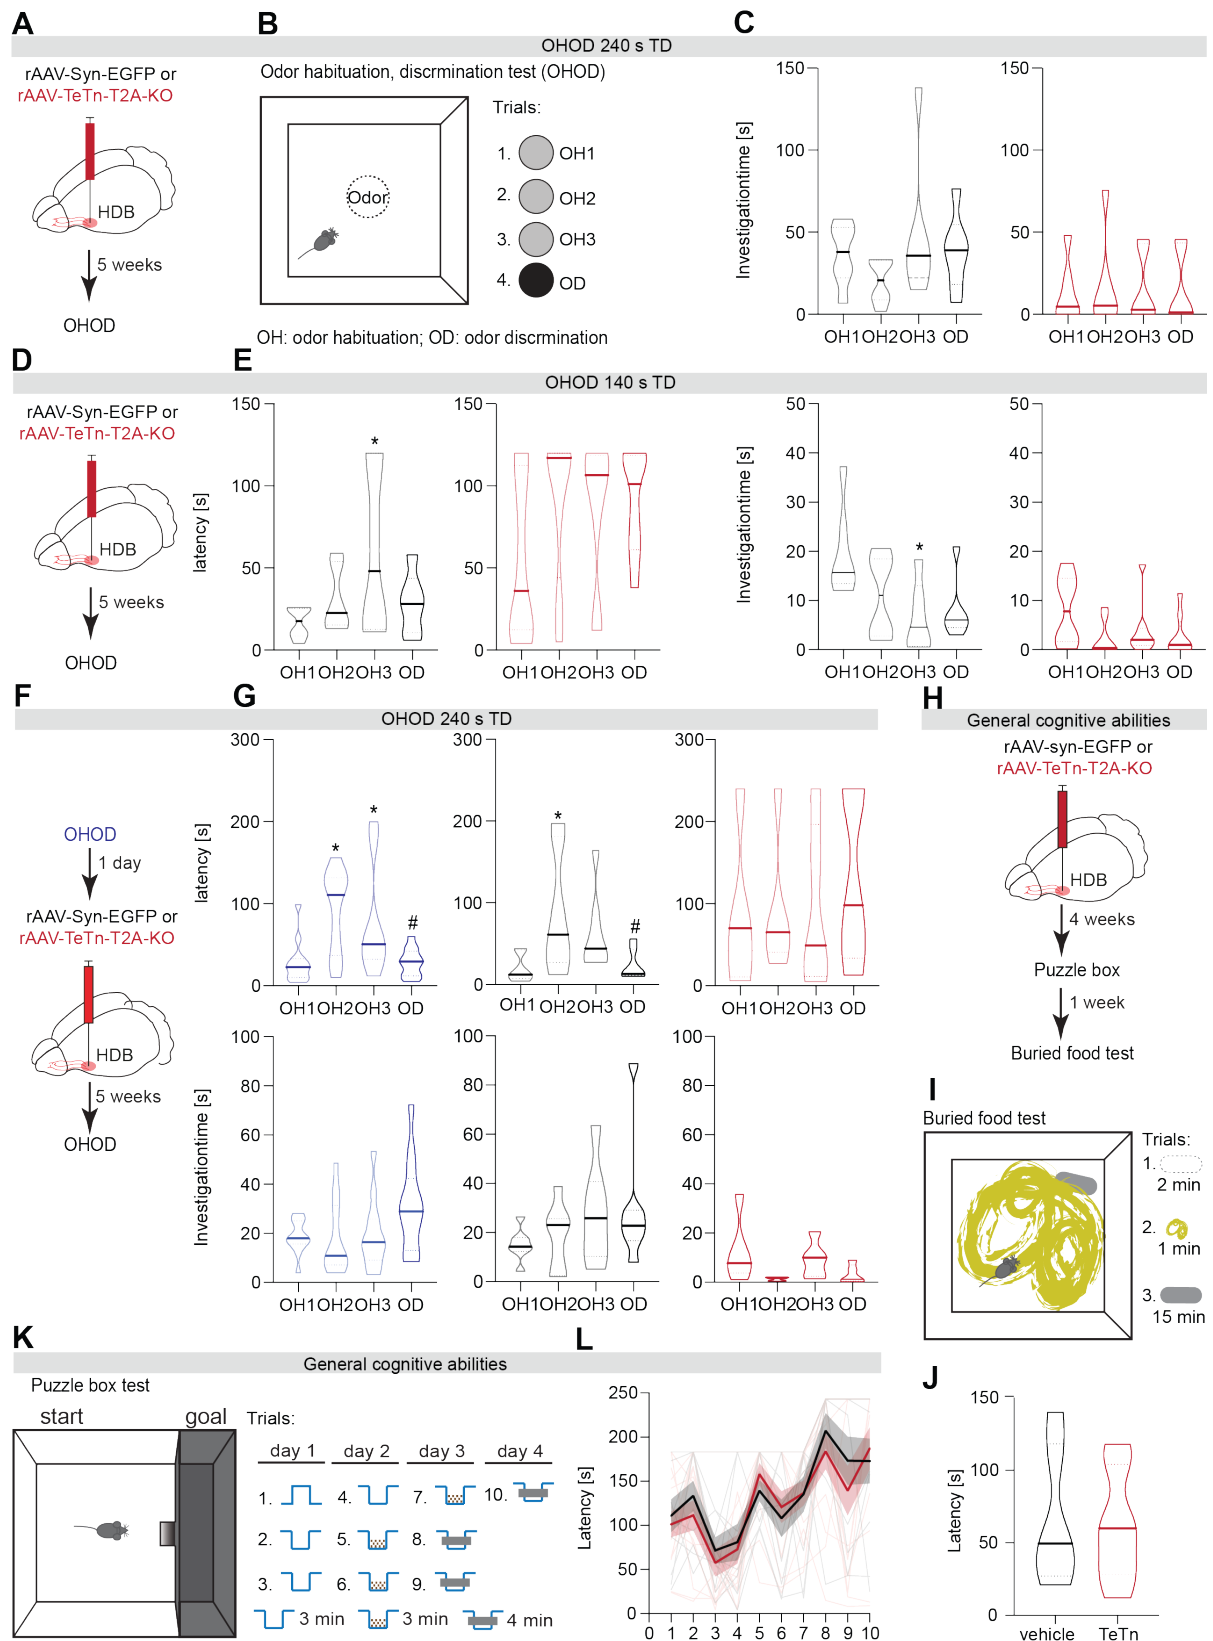 A
B
C
OHOD 240 s TD
rAAV-Syn-EGFP or
rAAV-TeTn-T2A-KO
HDB
5 weeks
OHOD
Odor habituation, discrmination test (OHOD)
Odor
Trials:
1. OH1
2. OH2
3. OH3
4. OD
OH: odor habituation; OD: odor discrmination
Investigationtime [s]
150
100
50
0
OH1 OH2 OH3 OD
150
100
50
0
OH1 OH2 OH3 OD
D
E
OHOD 140 s TD
rAAV-Syn-EGFP or
rAAV-TeTn-T2A-KO
HDB
5 weeks
OHOD
latency [s]
150
100
50
0
*
OH1 OH2 OH3 OD
150
100
50
0
OH1 OH2 OH3 OD
Investigationtime [s]
50
40
30
20
10
0
*
OH1 OH2 OH3 OD
50
40
30
20
10
0
OH1 OH2 OH3 OD
F
G
OHOD 240 s TD
OHOD
1 day
rAAV-Syn-EGFP or
rAAV-TeTn-T2A-KO
HDB
5 weeks
OHOD
latency [s]
300
200
100
0
* * #
OH1 OH2 OH3 OD
300
200
100
0
* #
OH1 OH2 OH3 OD
300
200
100
0
OH1 OH2 OH3 OD
Investigationtime [s]
100
80
60
40
20
0
OH1 OH2 OH3 OD
100
80
60
40
20
0
OH1 OH2 OH3 OD
100
80
60
40
20
0
OH1 OH2 OH3 OD
H
General cognitive abilities
rAAV-syn-EGFP or
rAAV-TeTn-T2A-KO
HDB
4 weeks
Puzzle box
1 week
Buried food test
I
Buried food test
Trials:
1.
2 min
2.
1 min
3.
15 min
J
Latency [s]
150
100
50
0
vehicle TeTn
K
General cognitive abilities
Puzzle box test
start goal
Trials:
day 1 day 2 day 3 day 4
1. 4. 7. 10.
2. 5. 8.
3. 6. 9.
3 min 3 min 4 min
L
Latency [s]
250
200
150
100
50
0
0 1 2 3 4 5 6 7 8 9 10